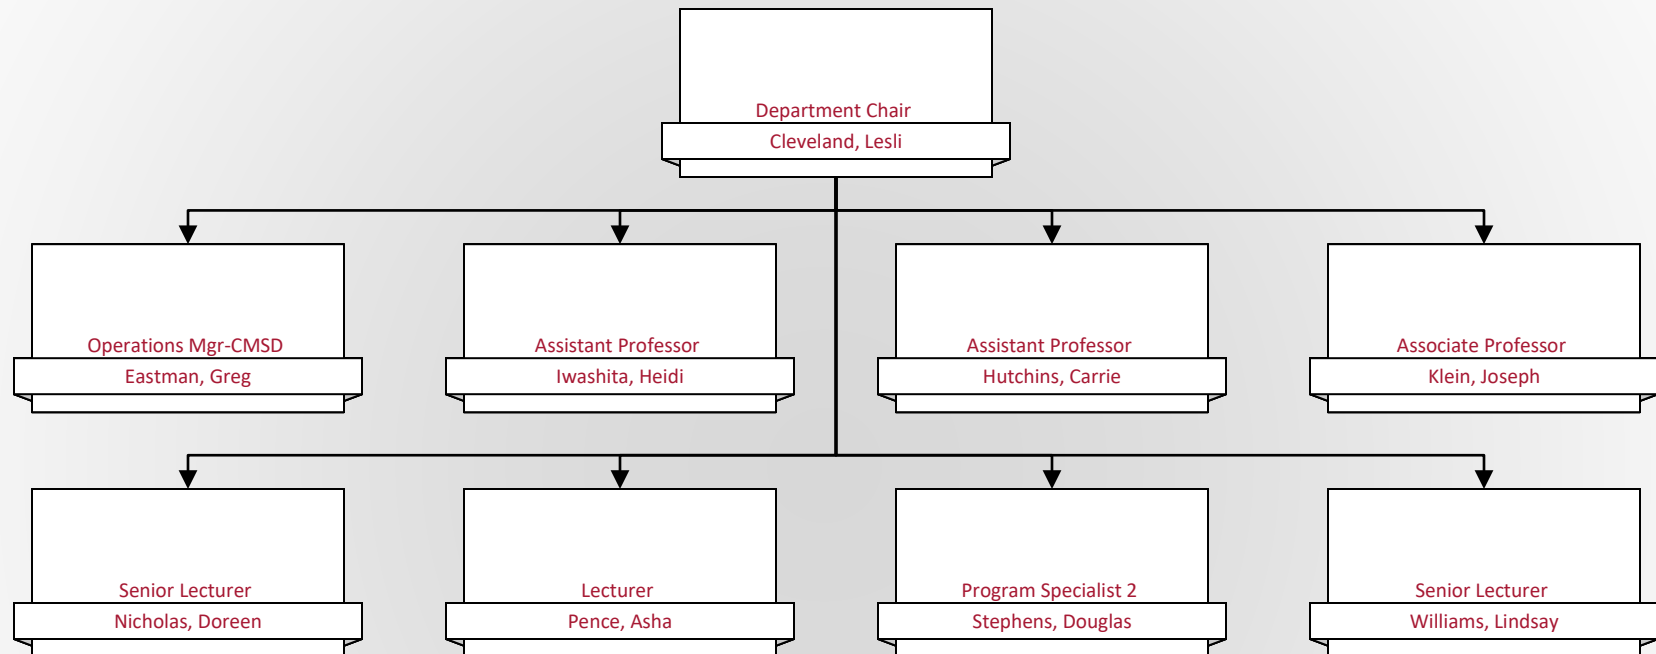 Department Chair
Cleveland, Lesli
Operations Mgr-CMSD
Eastman, Greg
Assistant Professor
Iwashita, Heidi
Assistant Professor
Hutchins, Carrie
Associate Professor
Klein, Joseph
Senior Lecturer
Nicholas, Doreen
Lecturer
Pence, Asha
Program Specialist 2
Stephens, Douglas
Senior Lecturer
Williams, Lindsay